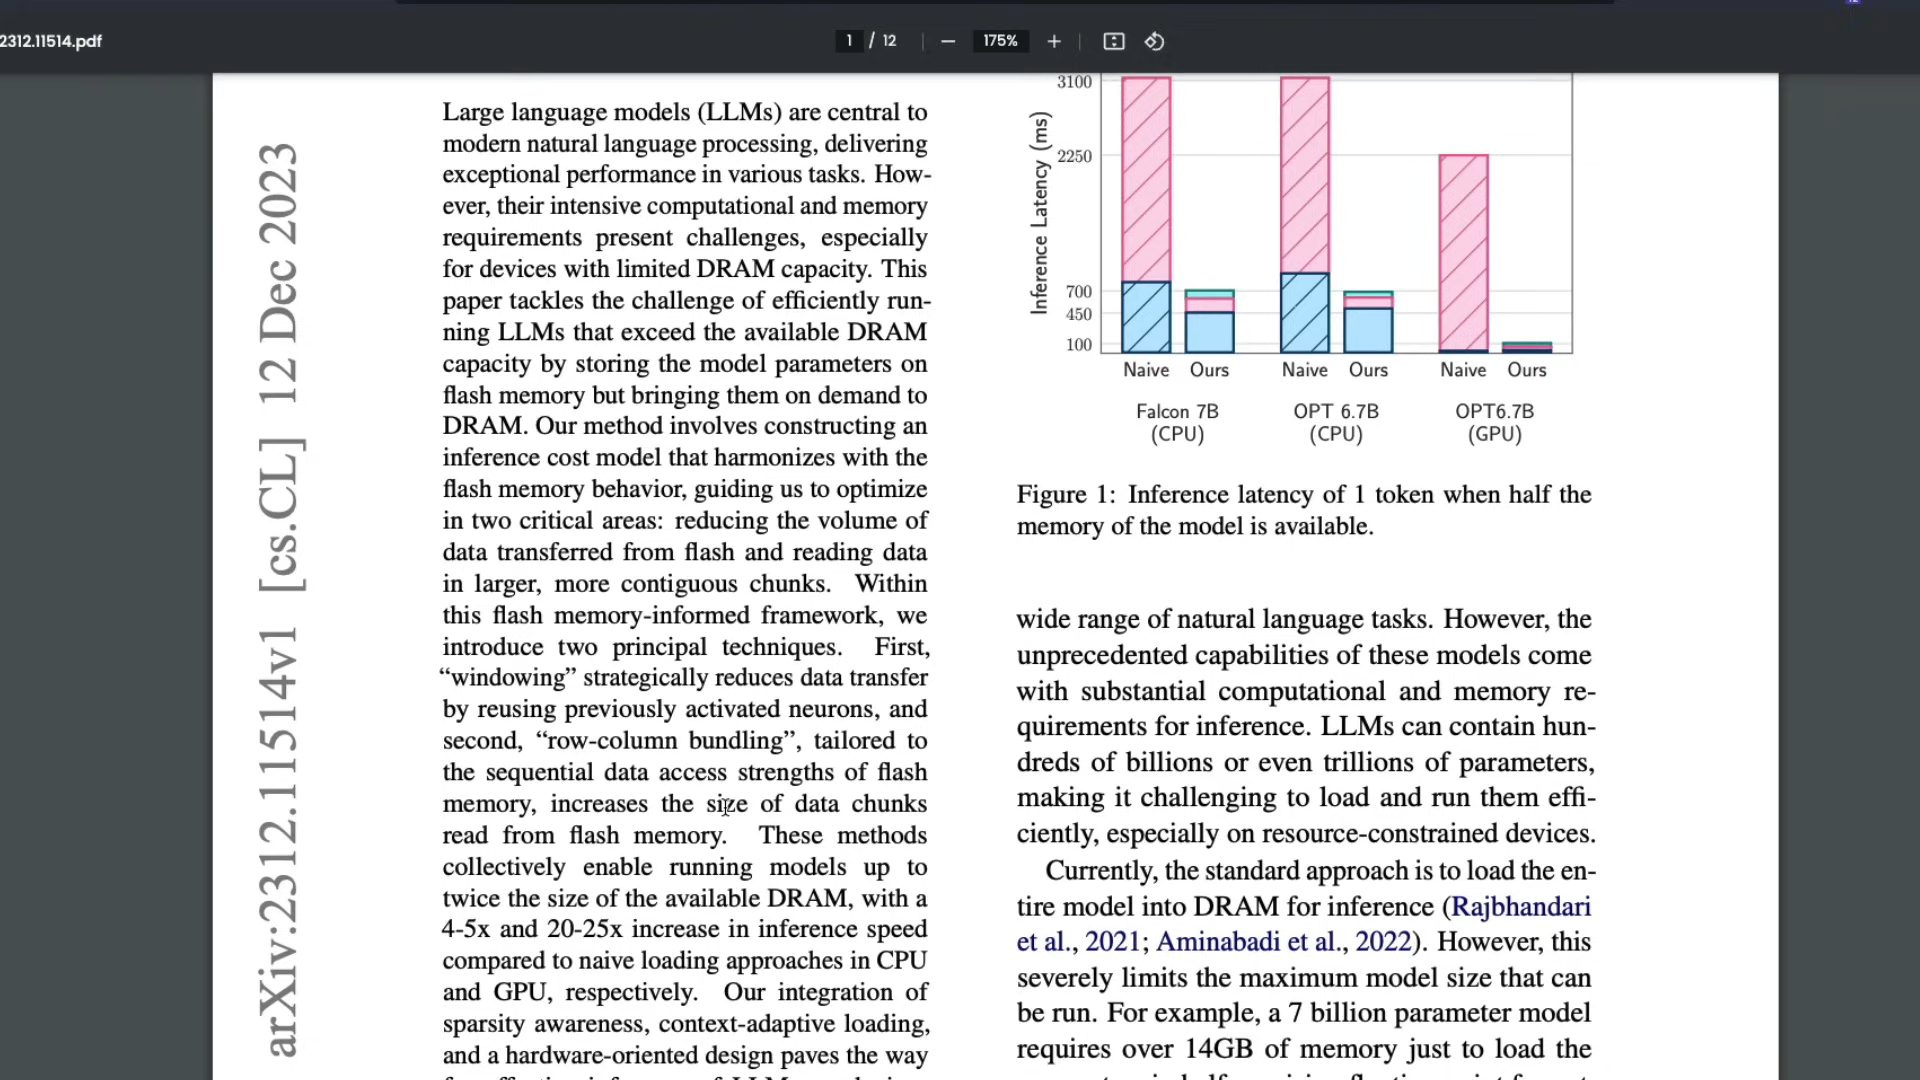 2312.11514.pdf
1 / 12
175%
arXiv:2312.11514v1 [cs.CL] 12 Dec 2023
Large language models (LLMs) are central to
modern natural language processing, delivering
exceptional performance in various tasks. How-
ever, their intensive computational and memory
requirements present challenges, especially
for devices with limited DRAM capacity. This
paper tackles the challenge of efficiently run-
ning LLMs that exceed the available DRAM
capacity by storing the model parameters on
flash memory but bringing them on demand to
DRAM. Our method involves constructing an
inference cost model that harmonizes with the
flash memory behavior, guiding us to optimize
in two critical areas: reducing the volume of
data transferred from flash and reading data
in larger, more contiguous chunks. Within
this flash memory-informed framework, we
introduce two principal techniques. First,
“windowing” strategically reduces data transfer
by reusing previously activated neurons, and
second, “row-column bundling”, tailored to
the sequential data access strengths of flash
memory, increases the size of data chunks
read from flash memory. These methods
collectively enable running models up to
twice the size of the available DRAM, with a
4-5x and 20-25x increase in inference speed
compared to naive loading approaches in CPU
and GPU, respectively. Our integration of
sparsity awareness, context-adaptive loading,
and a hardware-oriented design paves the way
Inference Latency (ms)
3100
2250
700
450
100
Naive Ours Naive Ours Naive Ours
Falcon 7B OPT 6.7B OPT6.7B
(CPU) (CPU) (GPU)
Figure 1: Inference latency of 1 token when half the
memory of the model is available.
wide range of natural language tasks. However, the
unprecedented capabilities of these models come
with substantial computational and memory re-
quirements for inference. LLMs can contain hun-
dreds of billions or even trillions of parameters,
making it challenging to load and run them effi-
ciently, especially on resource-constrained devices.
Currently, the standard approach is to load the en-
tire model into DRAM for inference (Rajbhandari
et al., 2021; Aminabadi et al., 2022). However, this
severely limits the maximum model size that can
be run. For example, a 7 billion parameter model
requires over 14GB of memory just to load the